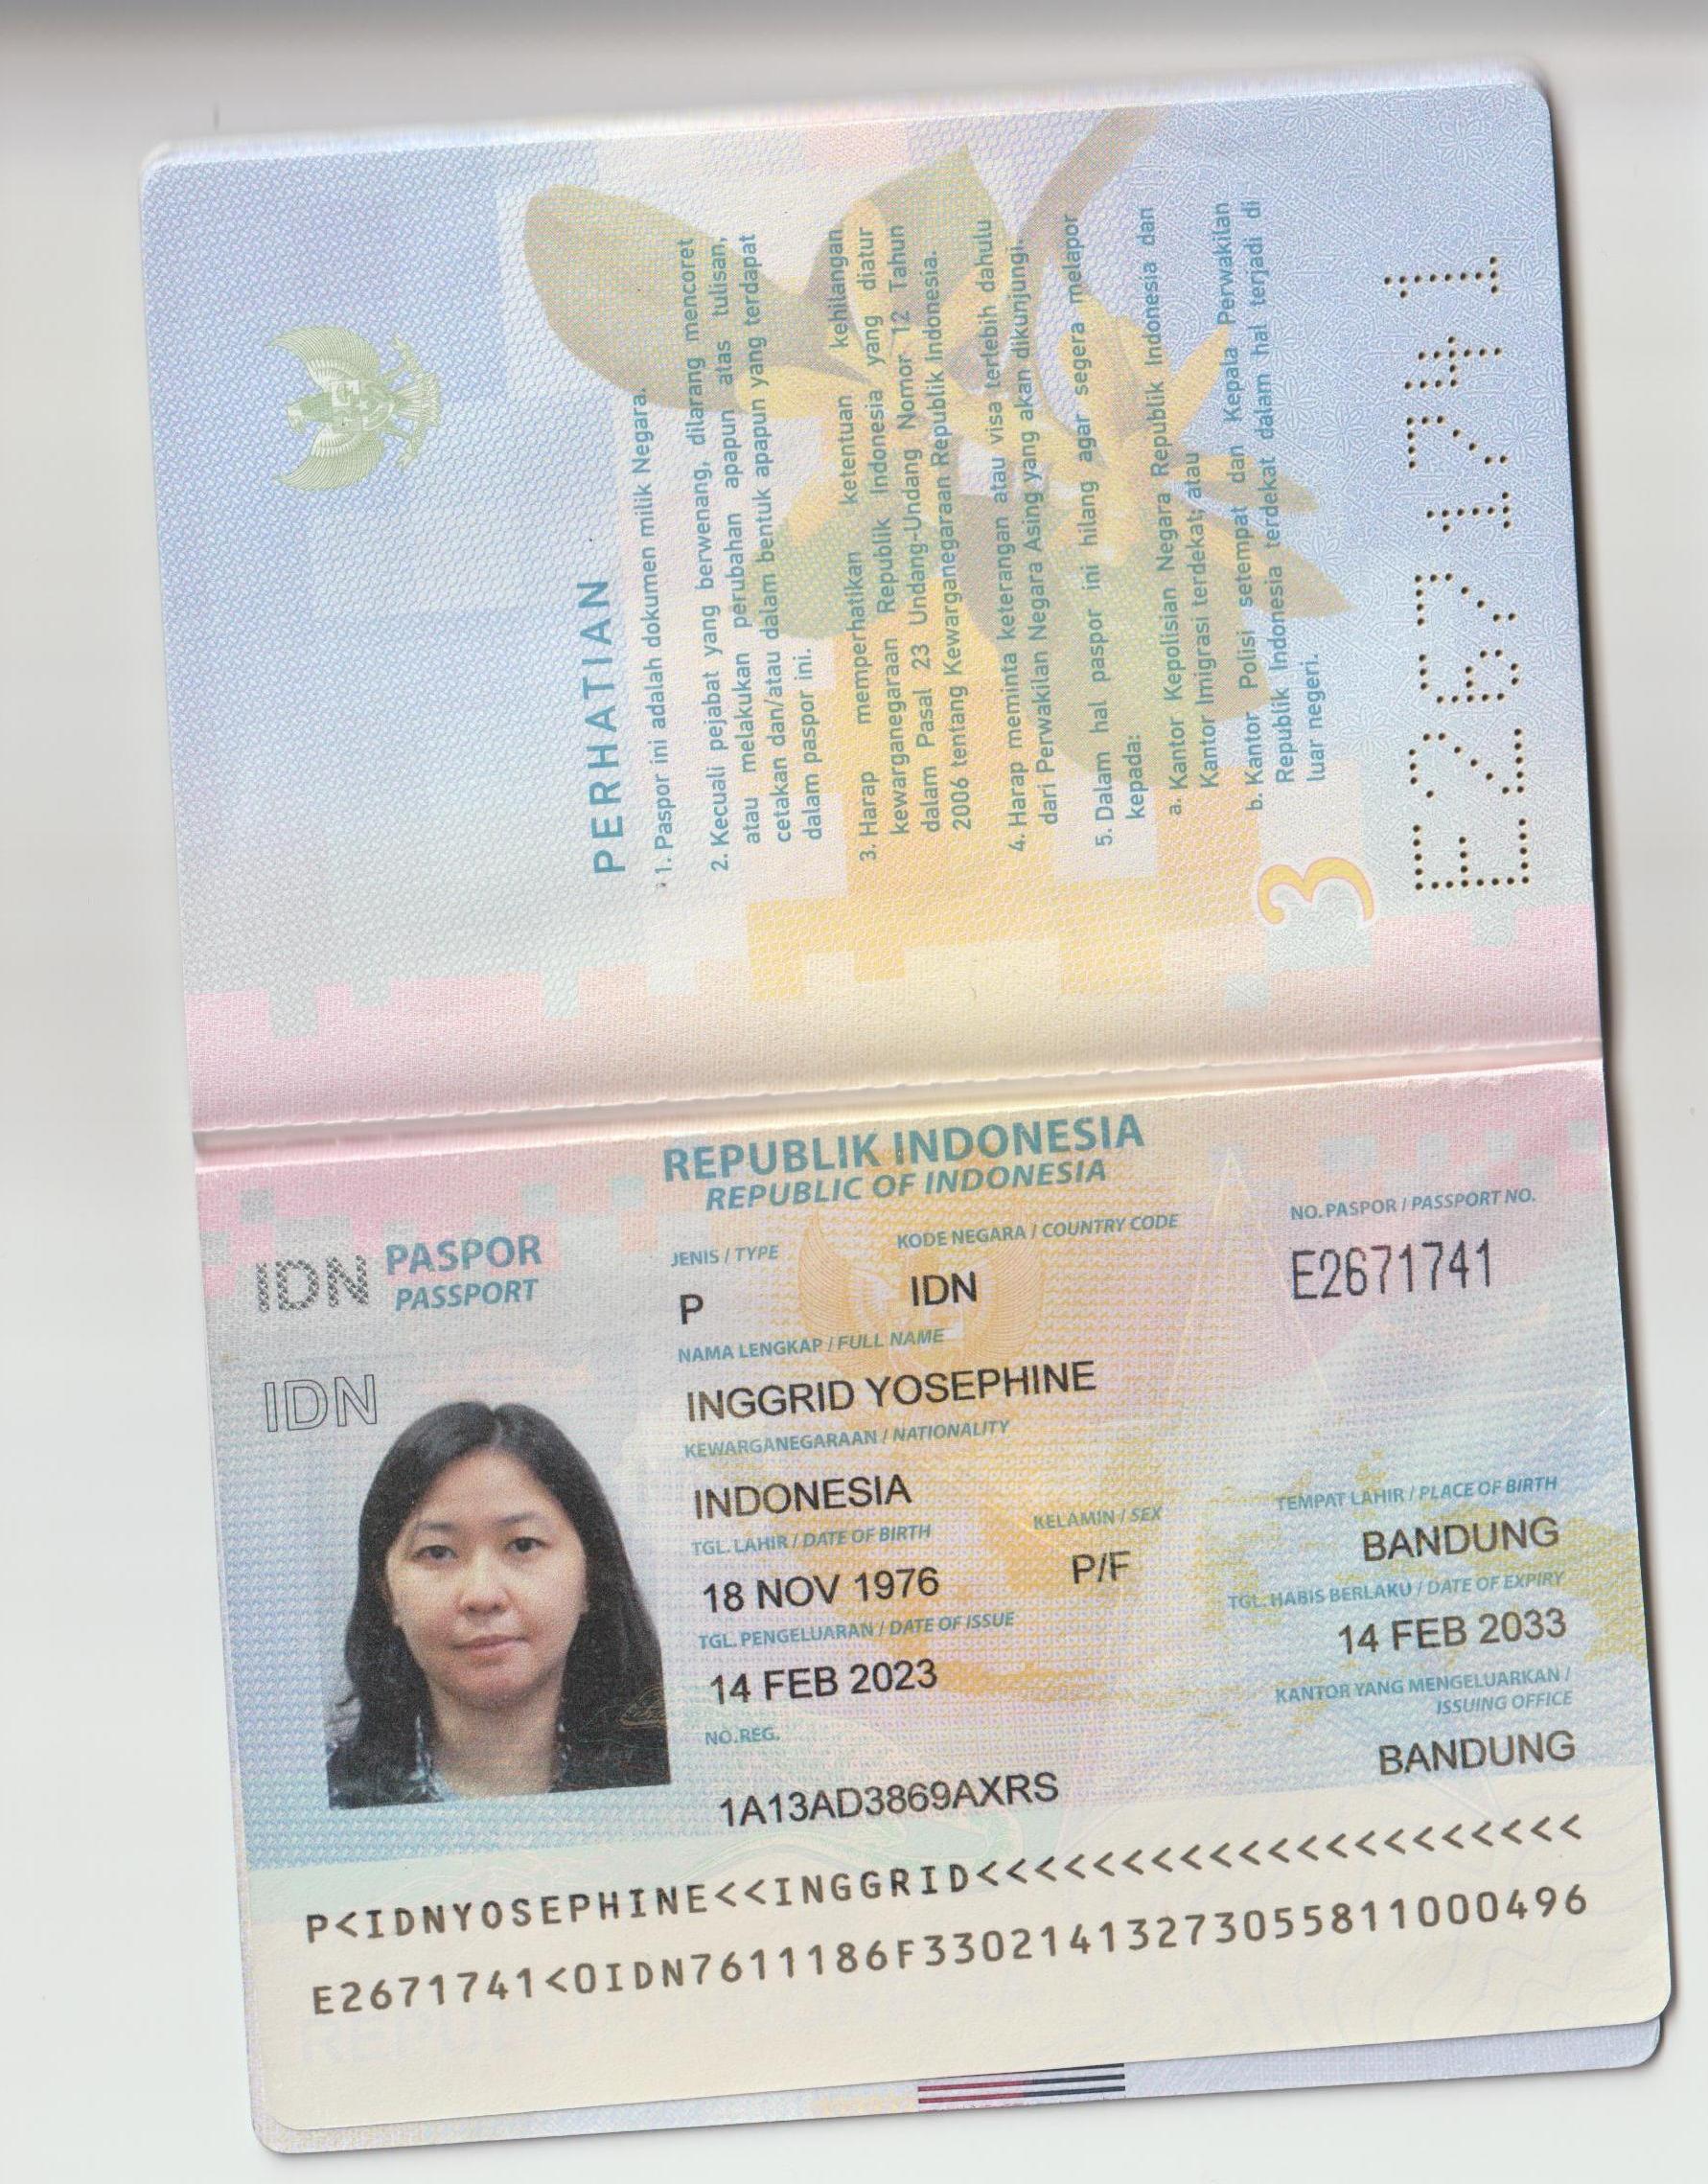 PERHATIAN
1. Paspor ini adalah dokumen milik Negara.
2. Kecuali pejabat yang berwenang, dilarang mencoret
atau melakukan perubahan apapun atas tulisan,
cetakan dan/atau dalam bentuk apapun yang terdapat
dalam paspor ini.
3. Harap memperhatikan ketentuan kehilangan
kewarganegaraan Republik Indonesia yang diatur
dalam Pasal 23 Undang-Undang Nomor 12 Tahun
2006 tentang Kewarganegaraan Republik Indonesia.
4. Harap meminta keterangan atau visa terlebih dahulu
dari Perwakilan Negara Asing yang akan dikunjungi.
5. Dalam hal paspor ini hilang agar segera melapor
kepada:
a. Kantor Kepolisian Negara Republik Indonesia dan
Kantor Imigrasi terdekat; atau
b. Kantor Polisi setempat dan Kepala Perwakilan
Republik Indonesia terdekat dalam hal terjadi di
luar negeri.
3
E2671741
REPUBLIK INDONESIA
REPUBLIC OF INDONESIA
IDN PASPOR
PASSPORT
JENIS / TYPE
KODE NEGARA / COUNTRY CODE
NO. PASPOR / PASSPORT NO.
P
IDN
E2671741
NAMA LENGKAP / FULL NAME
IDN
INGGRID YOSEPHINE
KEWARGANEGARAAN / NATIONALITY
INDONESIA
TGL. LAHIR / DATE OF BIRTH
KELAMIN / SEX
TEMPAT LAHIR / PLACE OF BIRTH
18 NOV 1976
P/F
BANDUNG
TGL. PENGELUARAN / DATE OF ISSUE
TGL. HABIS BERLAKU / DATE OF EXPIRY
14 FEB 2023
14 FEB 2033
NO. REG.
KANTOR YANG MENGELUARKAN /
ISSUING OFFICE
1A13AD3869AXRS
BANDUNG
P<IDNYOSEPHINE<<INGGRID<<<<<<<<<<<<<<<<<<<<<
E2671741<0IDN7611186F3302141327305581 1000496